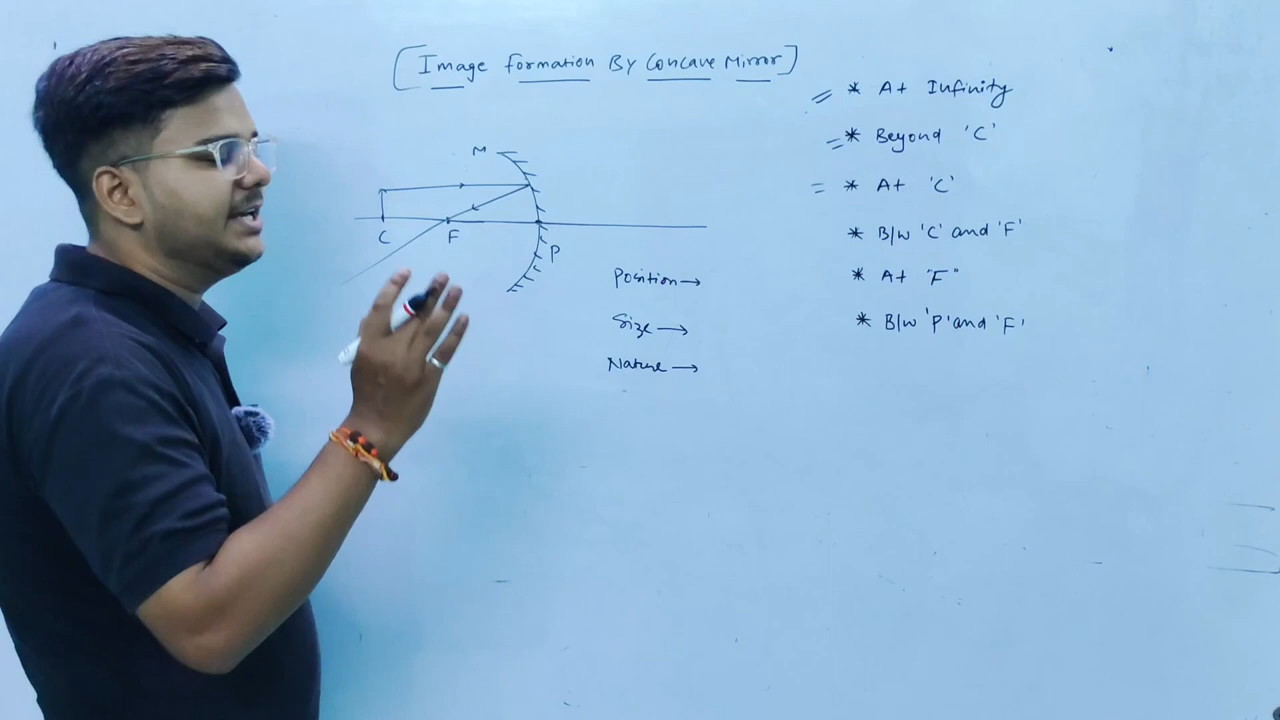 [Image formation By Concave Mirror]
* At Infinity
* Beyond 'C'
M
* At 'C'
C F
* B/w 'C' and 'F'
P
Position →
* At "F"
Size →
* B/w 'P' and 'F'
Nature →